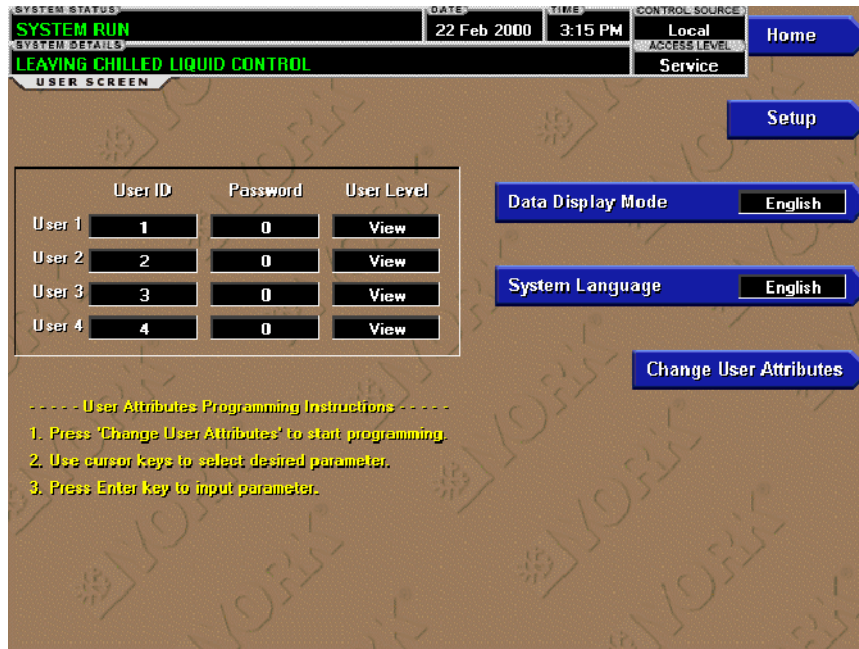 SYSTEM STATUS
SYSTEM RUN
DATE
22 Feb 2000
TIME
3:15 PM
CONTROL SOURCE
Local
SYSTEM DETAILS
LEAVING CHILLED LIQUID CONTROL
ACCESS LEVEL
Service
Home
USER SCREEN
Setup
User ID Password User Level
User 1 1 0 View
User 2 2 0 View
User 3 3 0 View
User 4 4 0 View
Data Display Mode English
System Language English
Change User Attributes
- - - - - User Attributes Programming Instructions - - - - -
1. Press 'Change User Attributes' to start programming.
2. Use cursor keys to select desired parameter.
3. Press Enter key to input parameter.
YORK